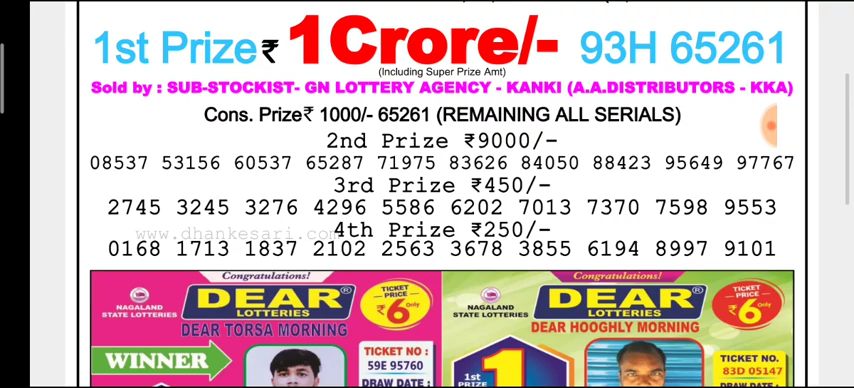 1st Prize ₹ 1Crore/- 93H 65261
(Including Super Prize Amt)
Sold by : SUB-STOCKIST- GN LOTTERY AGENCY - KANKI (A.A.DISTRIBUTORS - KKA)
Cons. Prize₹ 1000/- 65261 (REMAINING ALL SERIALS)
2nd Prize ₹9000/-
08537 53156 60537 65287 71975 83626 84050 88423 95649 97767
3rd Prize ₹450/-
2745 3245 3276 4296 5586 6202 7013 7370 7598 9553
www.dhankesari.com
4th Prize ₹250/-
0168 1713 1837 2102 2563 3678 3855 6194 8997 9101
Congratulations!
NAGALAND
STATE LOTTERIES
DEAR®
LOTTERIES
TICKET
PRICE
₹6 Only
DEAR TORSA MORNING
WINNER
TICKET NO :
59E 95760
DRAW DATE :
Congratulations!
NAGALAND
STATE LOTTERIES
DEAR®
LOTTERIES
TICKET
PRICE
₹6 Only
DEAR HOOGHLY MORNING
1st
PRIZE
1
TICKET NO.
83D 05147
DRAW DATE :